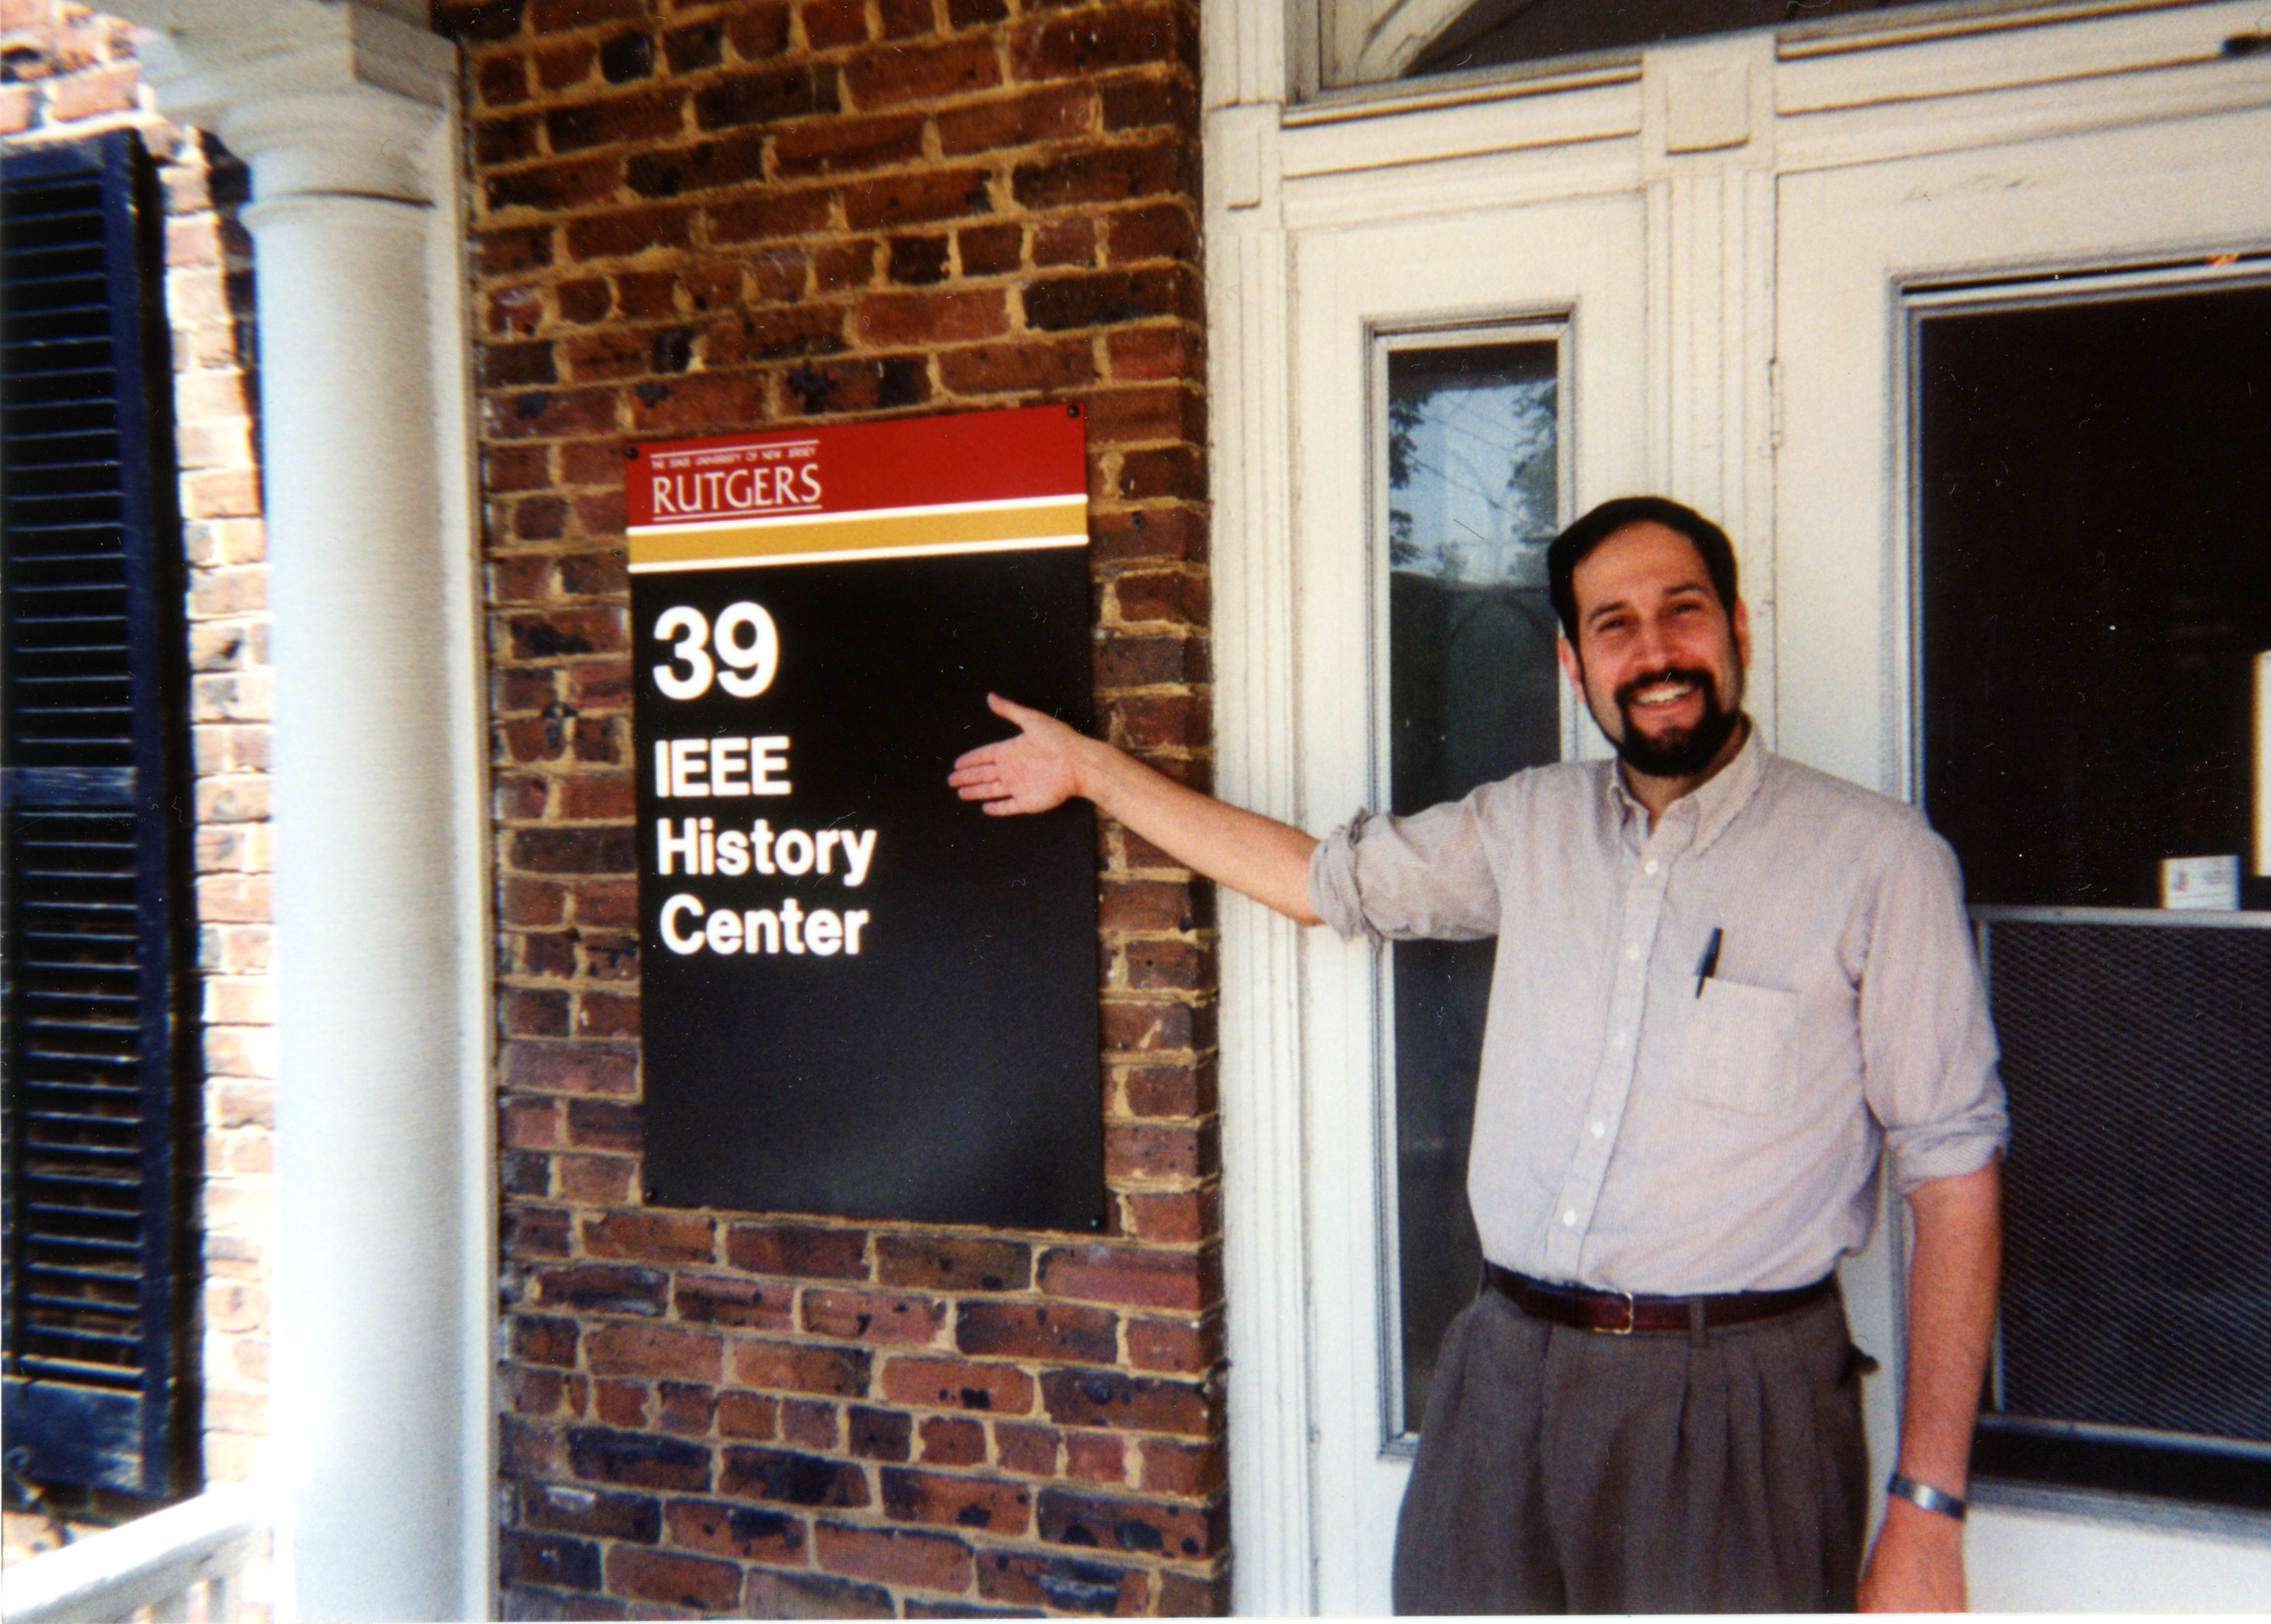 THE STATE UNIVERSITY OF NEW JERSEY
RUTGERS
39
IEEE
History
Center